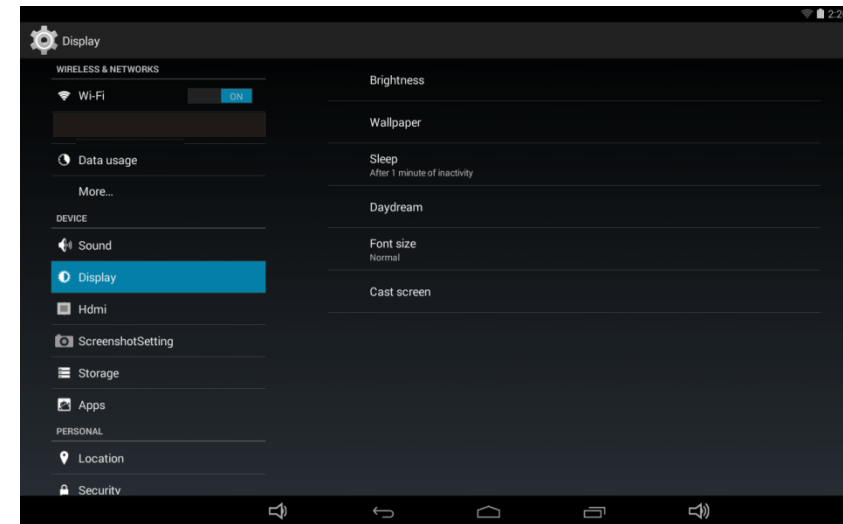 2:2
Display
WIRELESS & NETWORKS
Wi-Fi
ON
Data usage
More...
DEVICE
Sound
Display
Hdmi
ScreenshotSetting
Storage
Apps
PERSONAL
Location
Security
Brightness
Wallpaper
Sleep
After 1 minute of inactivity
Daydream
Font size
Normal
Cast screen